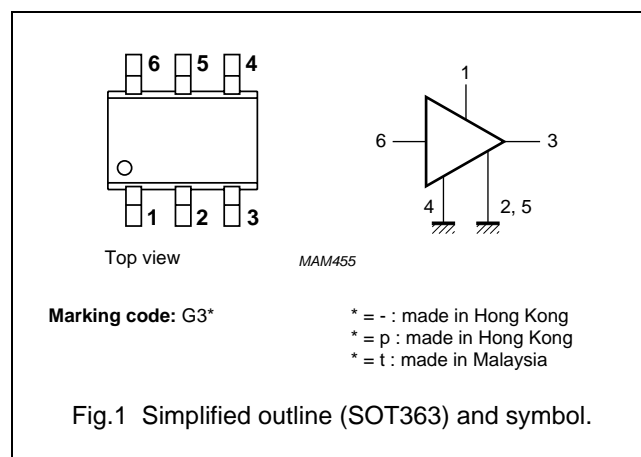 6 5 4
1 2 3
Top view
1
6
3
4
2, 5
MAM455
Marking code: G3*
* = - : made in Hong Kong
* = p : made in Hong Kong
* = t : made in Malaysia
Fig.1 Simplified outline (SOT363) and symbol.